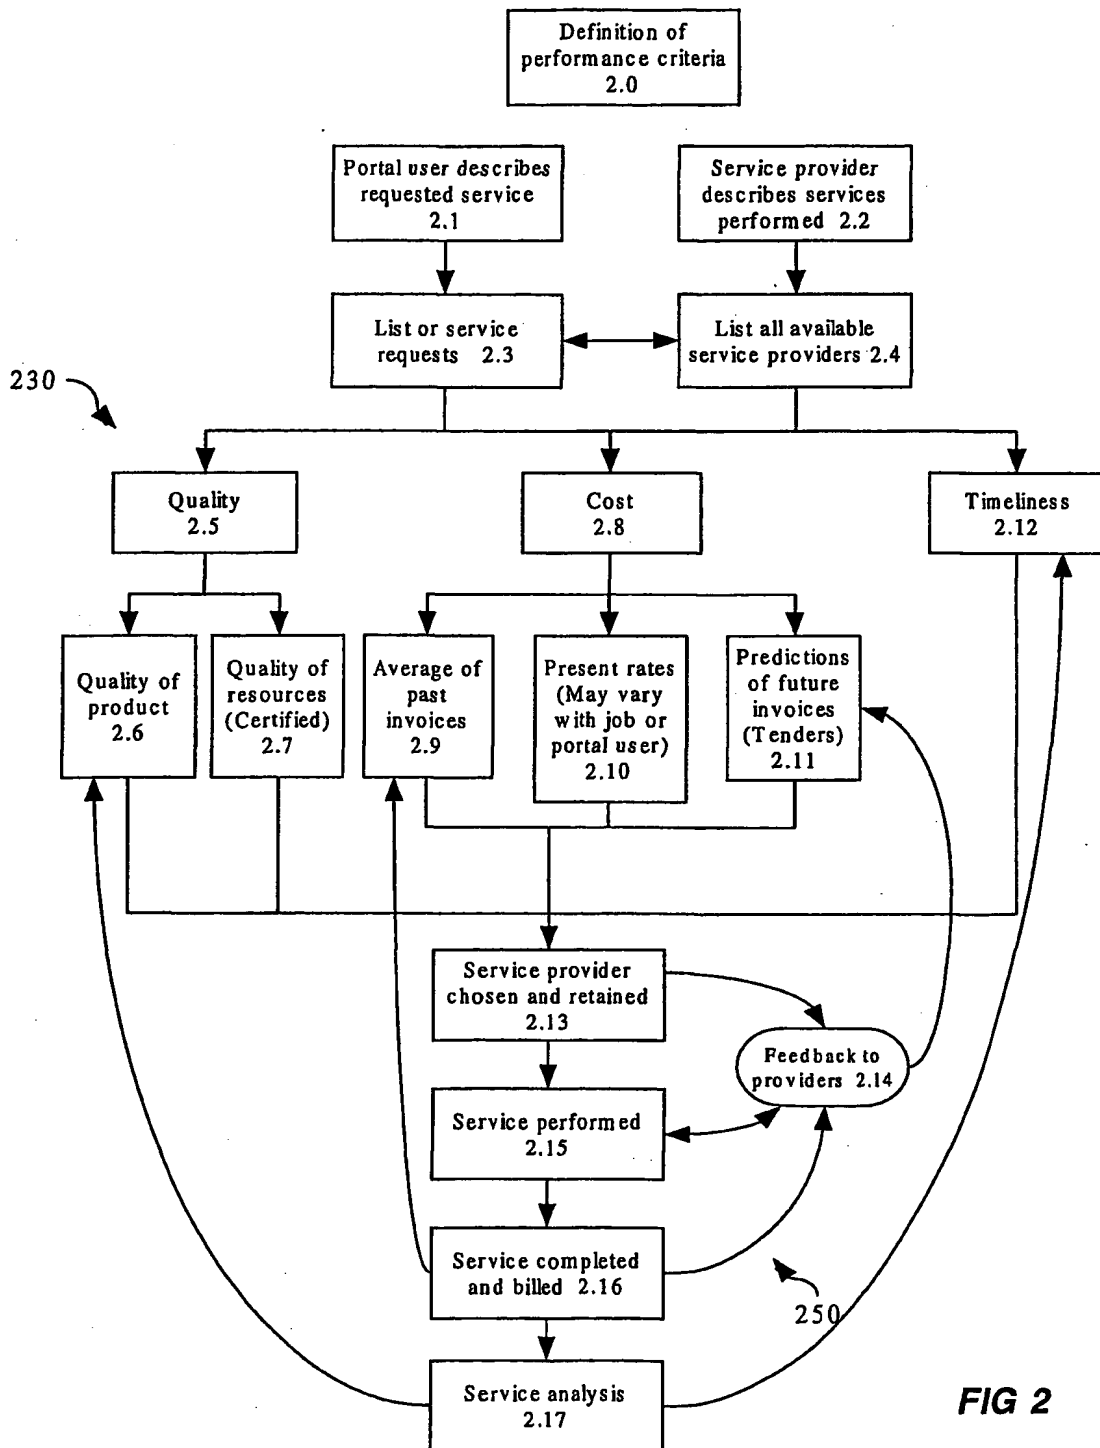 Definition of
performance criteria
2.0
Portal user describes
requested service
2.1
Service provider
describes services
performed 2.2
List or service
requests 2.3
List all available
service providers 2.4
230
Quality
2.5
Cost
2.8
Timeliness
2.12
Quality of
product
2.6
Quality of
resources
(Certified)
2.7
Average of
past
invoices
2.9
Present rates
(May vary
with job or
portal user)
2.10
Predictions
of future
invoices
(Tenders)
2.11
Service provider
chosen and retained
2.13
Feedback to
providers 2.14
Service performed
2.15
Service completed
and billed 2.16
250
Service analysis
2.17
FIG 2